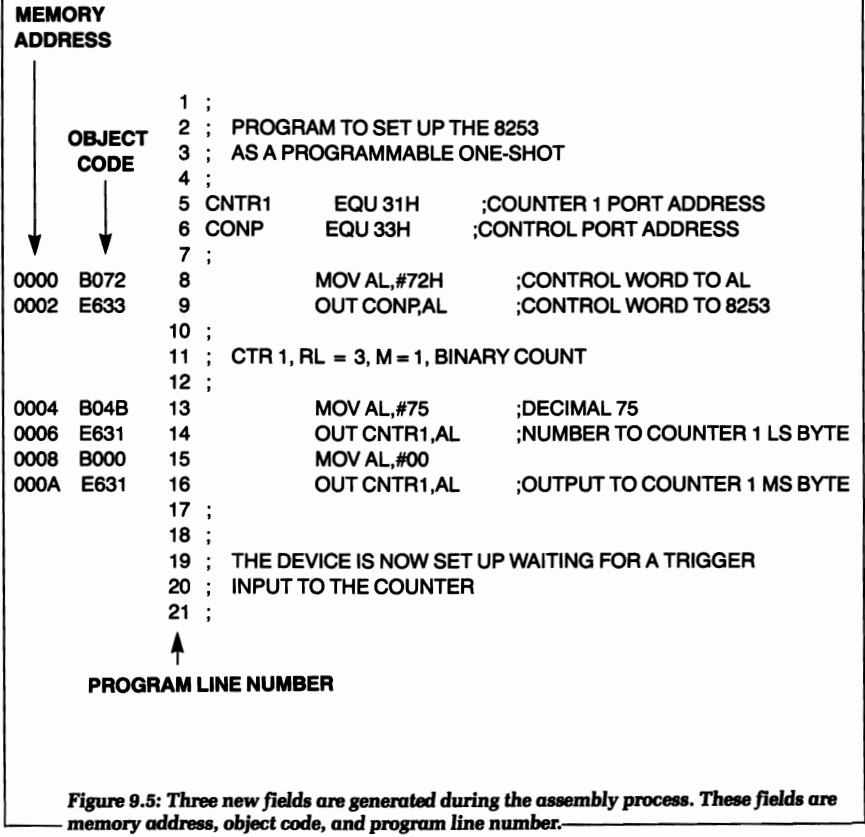 MEMORY
ADDRESS
OBJECT
CODE
1 ;
2 ; PROGRAM TO SET UP THE 8253
3 ; AS A PROGRAMMABLE ONE-SHOT
4 ;
5 CNTR1 EQU 31H ;COUNTER 1 PORT ADDRESS
6 CONP EQU 33H ;CONTROL PORT ADDRESS
7 ;
0000 B072 8 MOV AL,#72H ;CONTROL WORD TO AL
0002 E633 9 OUT CONP,AL ;CONTROL WORD TO 8253
10 ;
11 ; CTR 1, RL = 3, M = 1, BINARY COUNT
12 ;
0004 B04B 13 MOV AL,#75 ;DECIMAL 75
0006 E631 14 OUT CNTR1,AL ;NUMBER TO COUNTER 1 LS BYTE
0008 B000 15 MOV AL,#00
000A E631 16 OUT CNTR1,AL ;OUTPUT TO COUNTER 1 MS BYTE
17 ;
18 ;
19 ; THE DEVICE IS NOW SET UP WAITING FOR A TRIGGER
20 ; INPUT TO THE COUNTER
21 ;
PROGRAM LINE NUMBER
Figure 9.5: Three new fields are generated during the assembly process. These fields are
memory address, object code, and program line number.